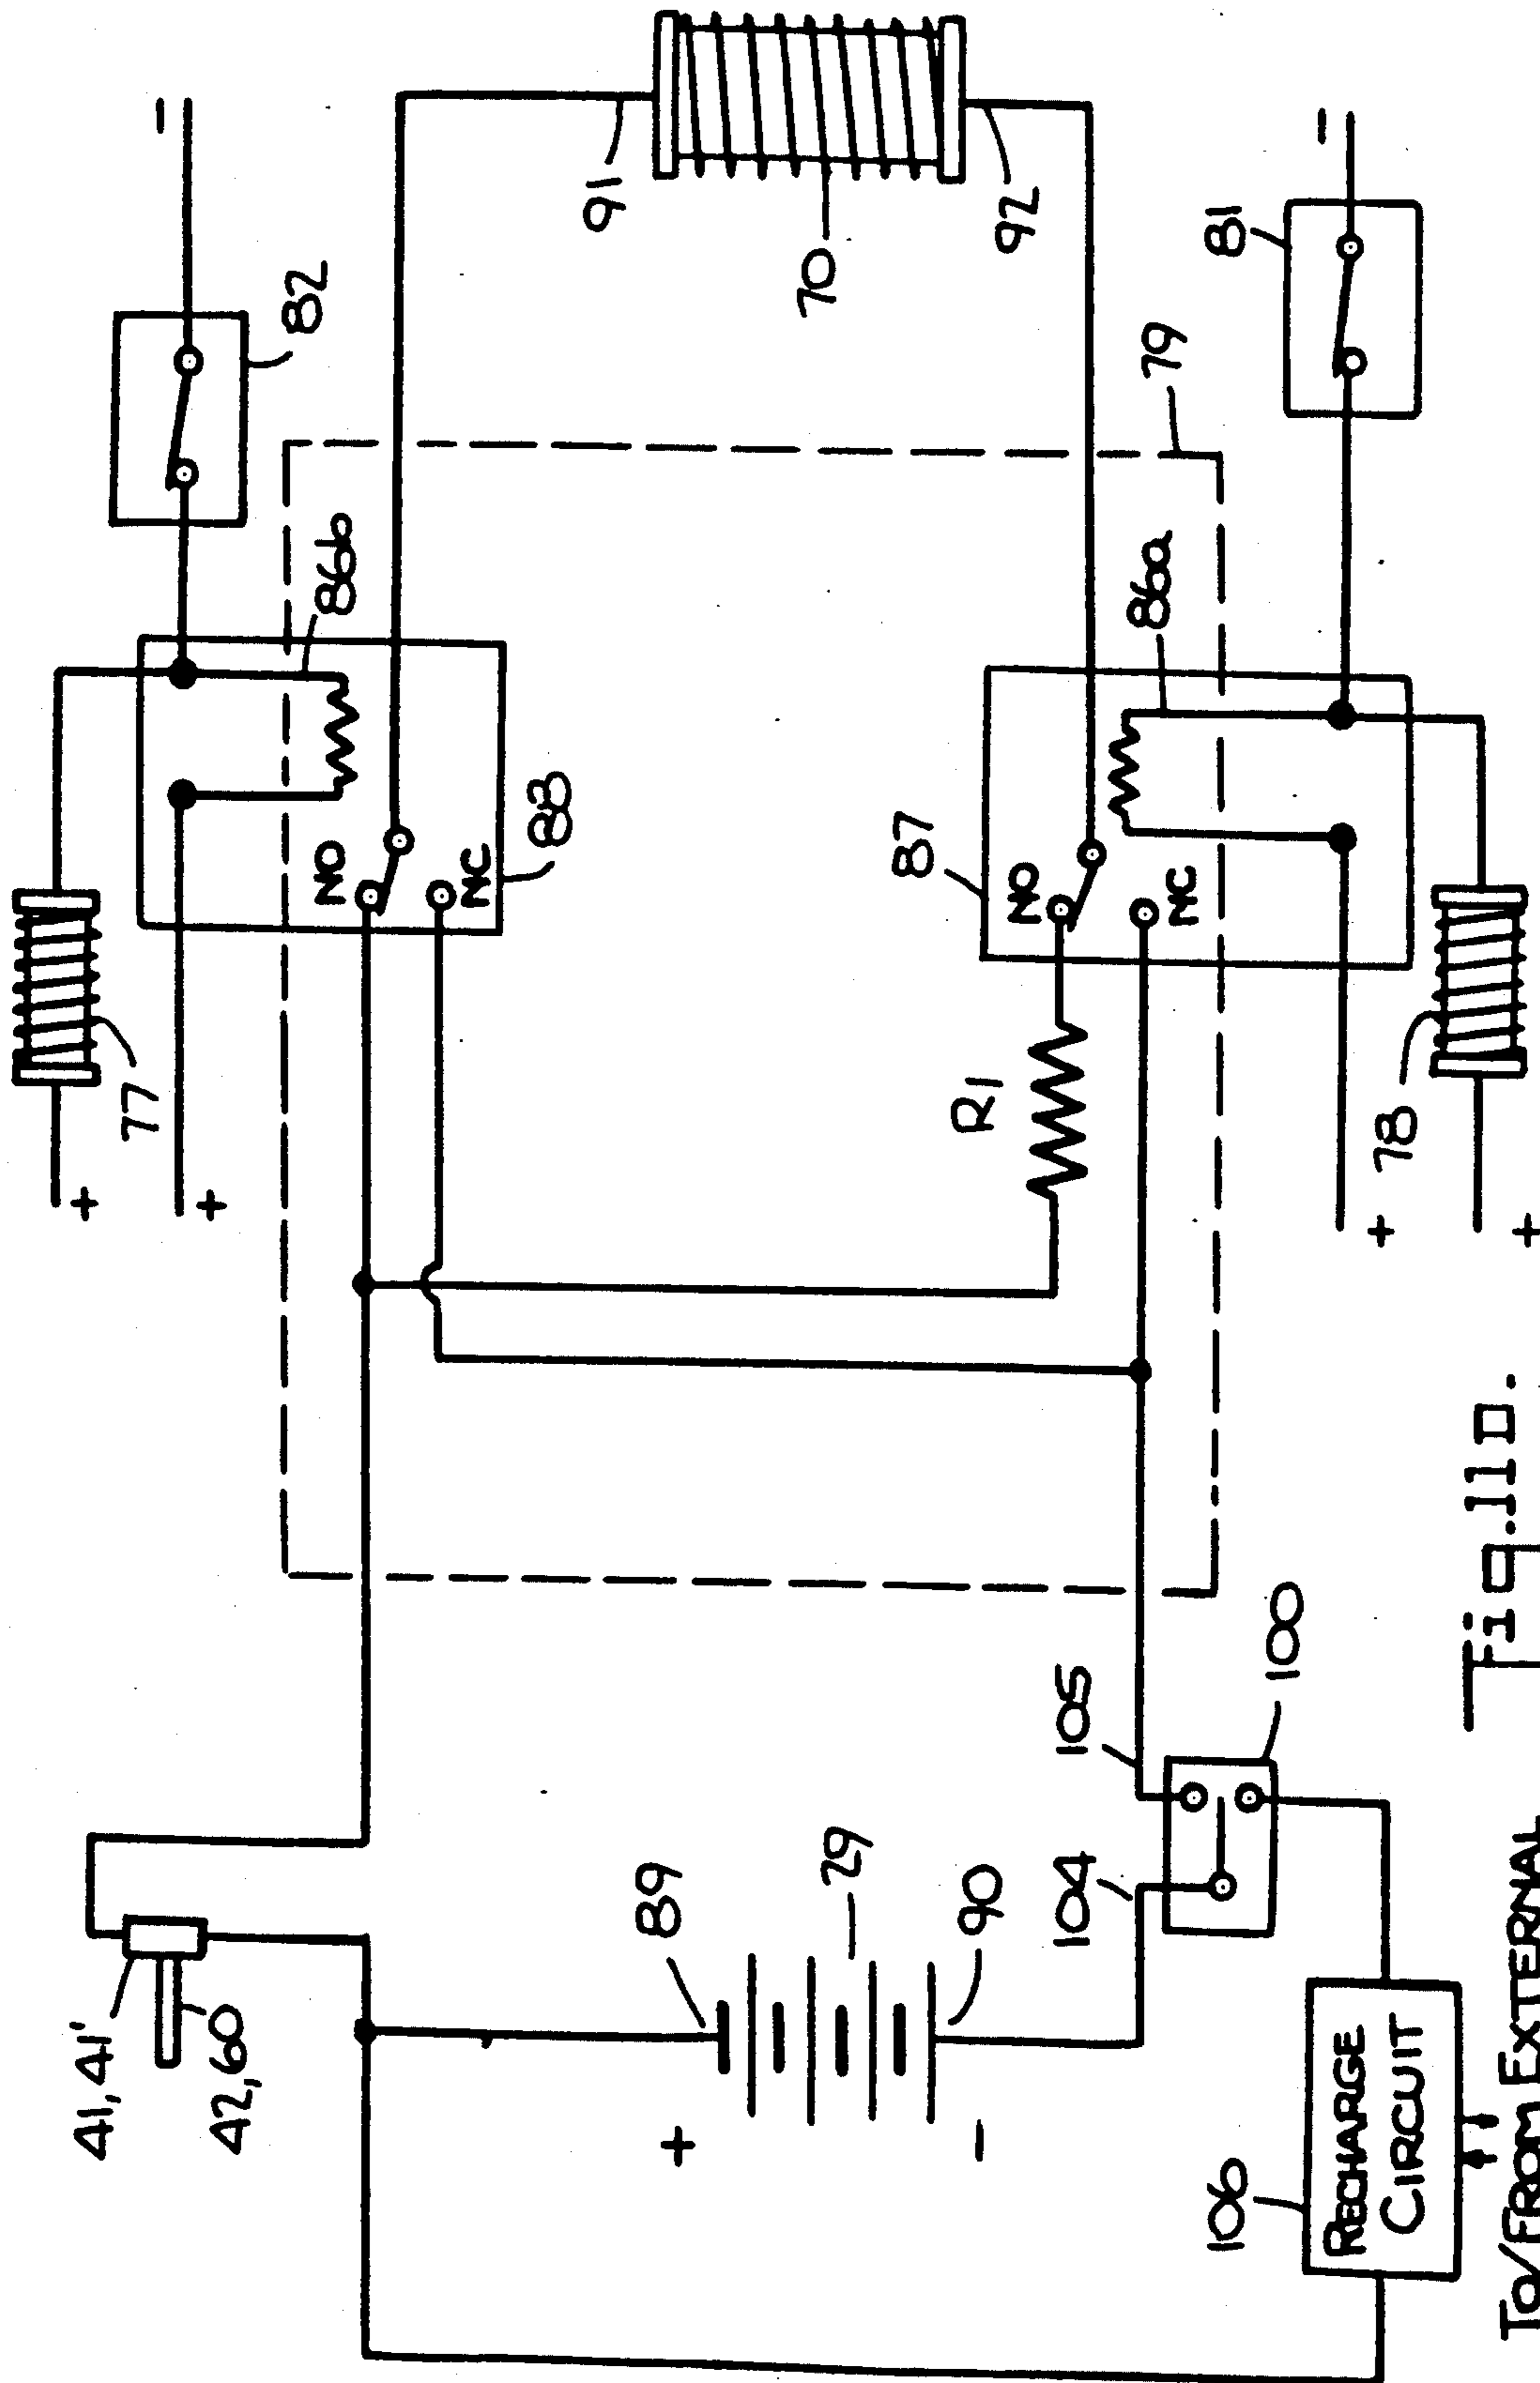 +
41,41'
77
-
+
42,60
82
NO
86b
NC
88
91
89
+
70
29
87
R1
90
-
92
NO
104
105
86a
79
NC
106
81
100
-
RECHARGE
CIRCUIT
+
78
Fig.11D.
+
To/From External